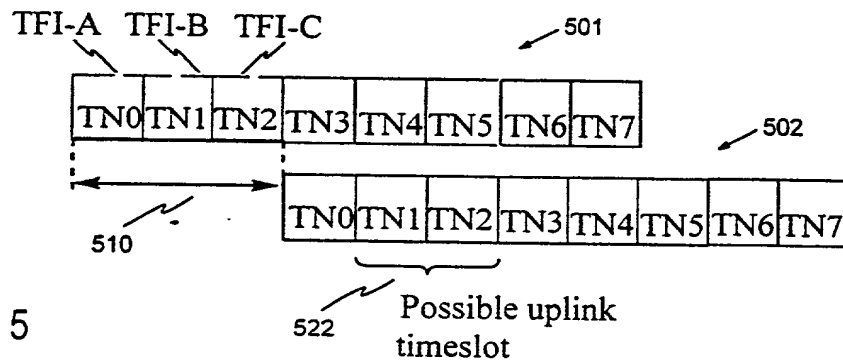 TFI-A TFI-B TFI-C
501
TN0 TN1 TN2 TN3 TN4 TN5 TN6 TN7
502
TN0 TN1 TN2 TN3 TN4 TN5 TN6 TN7
510
522
Possible uplink
timeslot
5